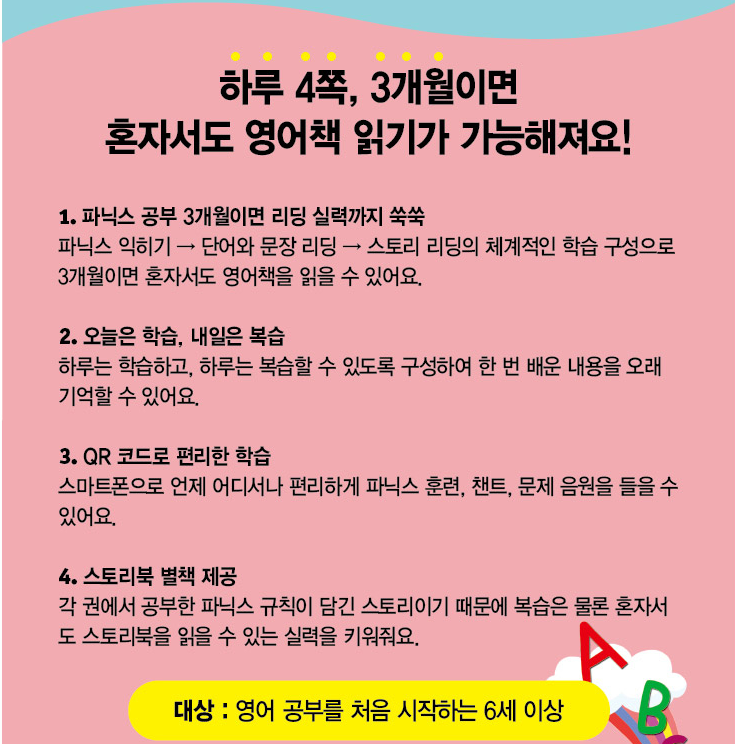 하루 4쪽, 3개월이면
혼자서도 영어책 읽기가 가능해져요!
1. 파닉스 공부 3개월이면 리딩 실력까지 쑥쑥
파닉스 익히기 → 단어와 문장 리딩 → 스토리 리딩의 체계적인 학습 구성으로
3개월이면 혼자서도 영어책을 읽을 수 있어요.
2. 오늘은 학습, 내일은 복습
하루는 학습하고, 하루는 복습할 수 있도록 구성하여 한 번 배운 내용을 오래
기억할 수 있어요.
3. QR 코드로 편리한 학습
스마트폰으로 언제 어디서나 편리하게 파닉스 훈련, 챈트, 문제 음원을 들을 수
있어요.
4. 스토리북 별책 제공
각 권에서 공부한 파닉스 규칙이 담긴 스토리이기 때문에 복습은 물론 혼자서
도 스토리북을 읽을 수 있는 실력을 키워줘요.
A
B
대상 : 영어 공부를 처음 시작하는 6세 이상